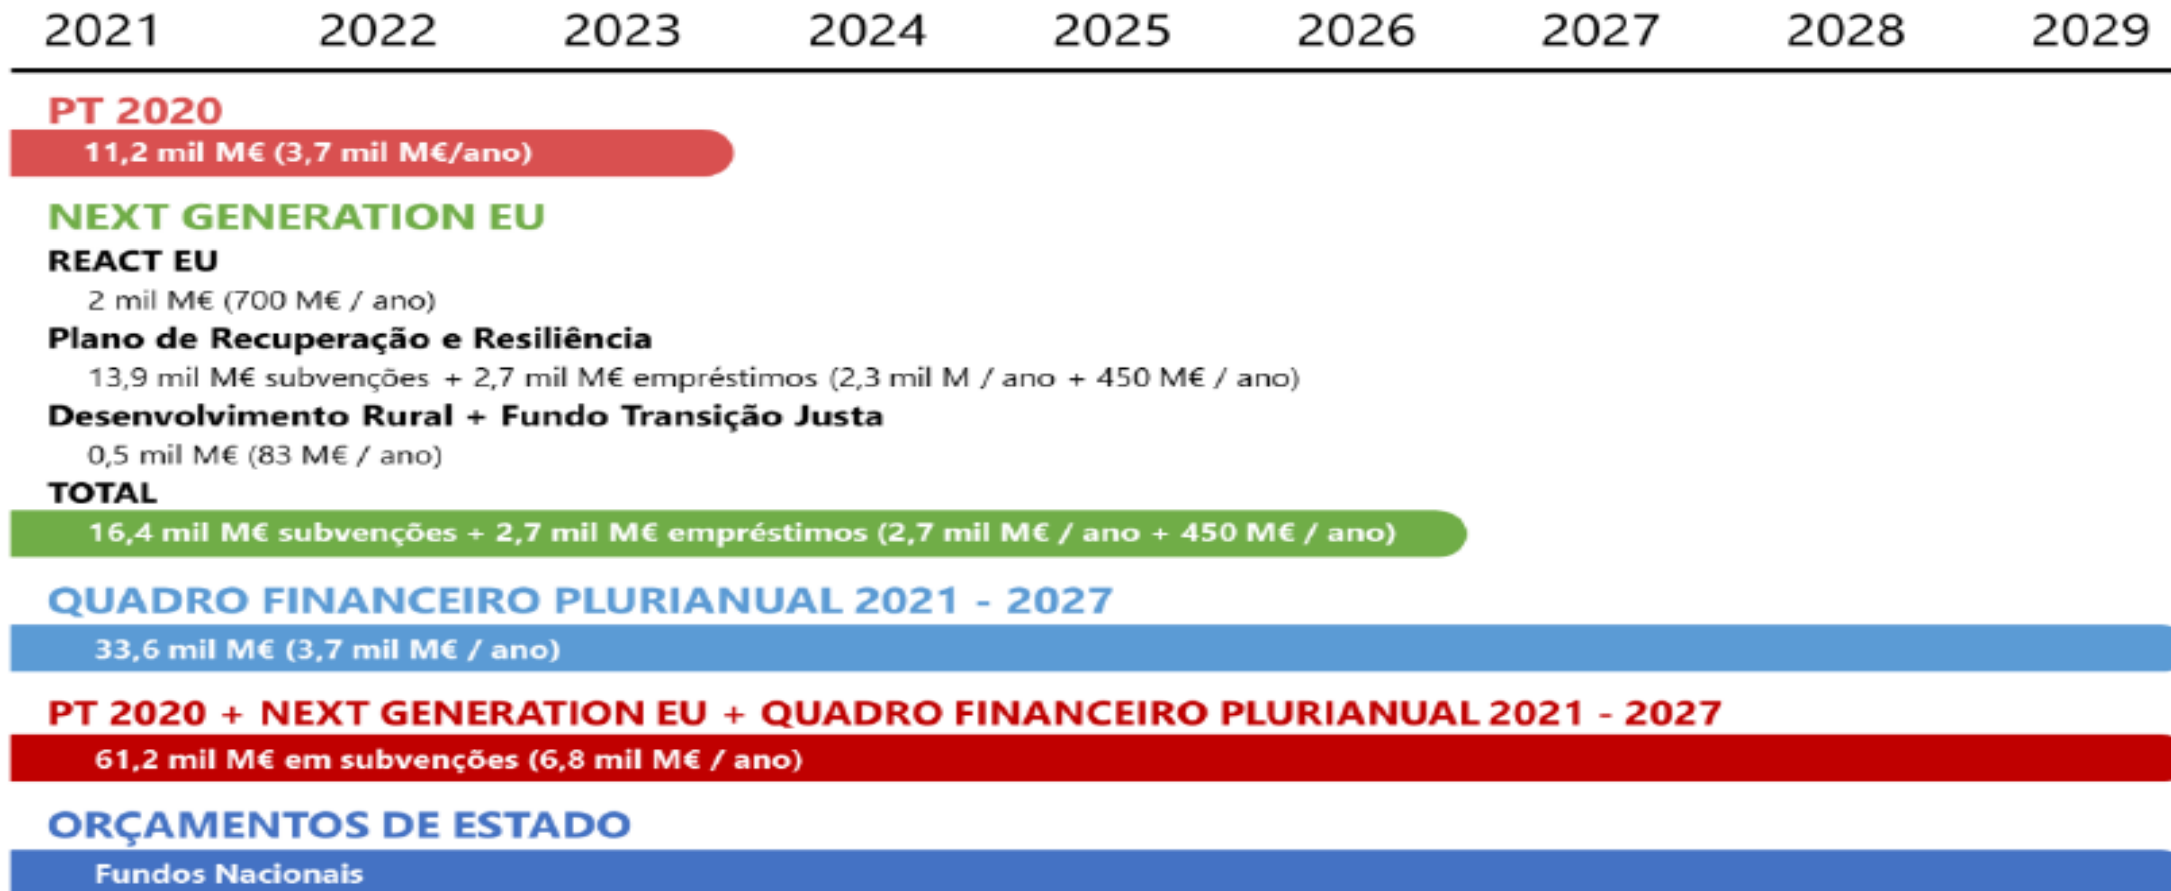 2021 2022 2023 2024 2025 2026 2027 2028 2029
PT 2020
11,2 mil M€ (3,7 mil M€/ano)
NEXT GENERATION EU
REACT EU
2 mil M€ (700 M€ / ano)
Plano de Recuperação e Resiliência
13,9 mil M€ subvenções + 2,7 mil M€ empréstimos (2,3 mil M / ano + 450 M€ / ano)
Desenvolvimento Rural + Fundo Transição Justa
0,5 mil M€ (83 M€ / ano)
TOTAL
16,4 mil M€ subvenções + 2,7 mil M€ empréstimos (2,7 mil M€ / ano + 450 M€ / ano)
QUADRO FINANCEIRO PLURIANUAL 2021 - 2027
33,6 mil M€ (3,7 mil M€ / ano)
PT 2020 + NEXT GENERATION EU + QUADRO FINANCEIRO PLURIANUAL 2021 - 2027
61,2 mil M€ em subvenções (6,8 mil M€ / ano)
ORÇAMENTOS DE ESTADO
Fundos Nacionais